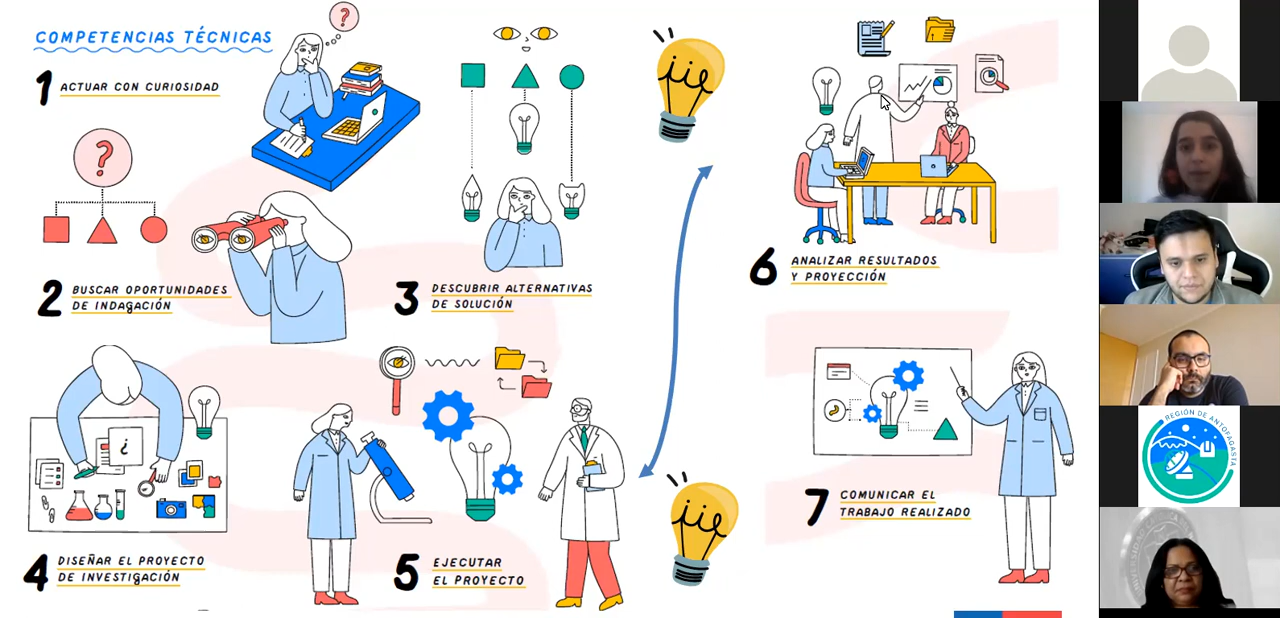 COMPETENCIAS TÉCNICAS
?
1 ACTUAR CON CURIOSIDAD
?
2 BUSCAR OPORTUNIDADES
DE INDAGACIÓN
3 DESCUBRIR ALTERNATIVAS
DE SOLUCIÓN
¿
4 DISEÑAR EL PROYECTO
DE INVESTIGACIÓN
5 EJECUTAR
EL PROYECTO
iie
iie
6 ANALIZAR RESULTADOS
Y PROYECCIÓN
7 COMUNICAR EL
TRABAJO REALIZADO
REGIÓN DE ANTOFAGASTA